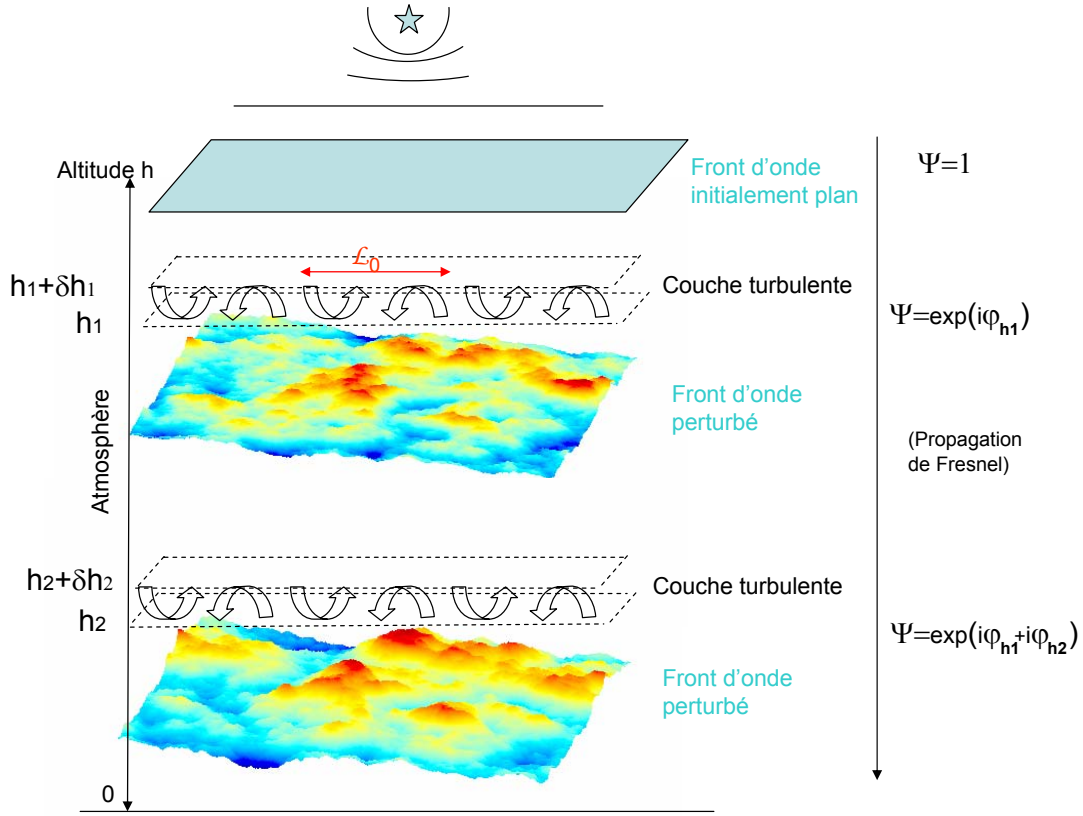 Altitude h
Front d'onde
initialement plan
Ψ=1
ℒ0
h1+δh1
Couche turbulente
h1
Ψ=exp(iφh1)
Atmosphère
Front d'onde
perturbé
(Propagation
de Fresnel)
h2+δh2
Couche turbulente
h2
Ψ=exp(iφh1+iφh2)
Front d'onde
perturbé
0